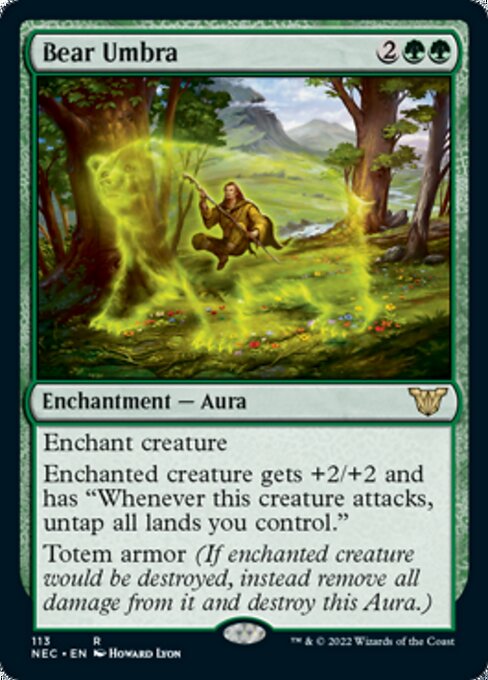 Bear Umbra 2
Enchantment — Aura
Enchant creature
Enchanted creature gets +2/+2 and
has “Whenever this creature attacks,
untap all lands you control.”
Totem armor (If enchanted creature
would be destroyed, instead remove all
damage from it and destroy this Aura.)
113 R
NEC • EN Howard Lyon
™ & © 2022 Wizards of the Coast